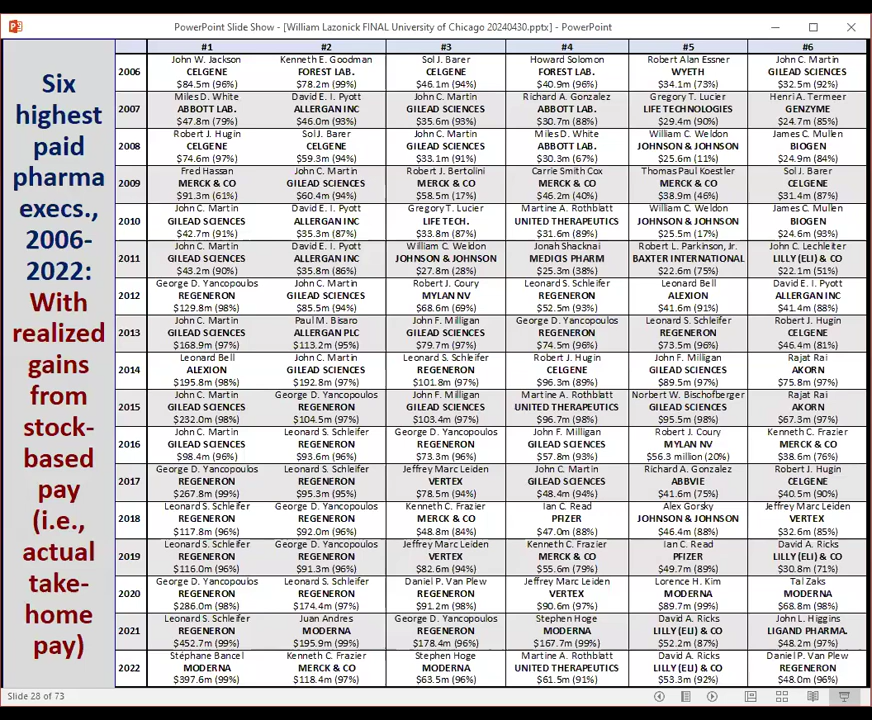 PowerPoint Slide Show - [William Lazonick FINAL University of Chicago 20240430.pptx] - PowerPoint
Six
highest
paid
pharma
execs.,
2006-
2022:
With
realized
gains
from
stock-
based
pay
(i.e.,
actual
take-
home
pay)
#1 #2 #3 #4 #5 #6
John W. Jackson Kenneth E. Goodman Sol J. Barer Howard Solomon Robert Alan Essner John C. Martin
2006 CELGENE FOREST LAB. CELGENE FOREST LAB. WYETH GILEAD SCIENCES
$84.5m (96%) $78.2m (99%) $46.1m (94%) $40.9m (96%) $34.1m (73%) $32.5m (92%)
Miles D. White David E. I. Pyott John C. Martin Richard A. Gonzalez Gregory T. Lucier Henri A. Termeer
2007 ABBOTT LAB. ALLERGAN INC GILEAD SCIENCES ABBOTT LAB. LIFE TECHNOLOGIES GENZYME
$47.8m (79%) $46.0m (93%) $35.6m (93%) $30.7m (88%) $29.4m (90%) $24.7m (85%)
Robert J. Hugin Sol J. Barer John C. Martin Miles D. White William C. Weldon James C. Mullen
2008 CELGENE CELGENE GILEAD SCIENCES ABBOTT LAB. JOHNSON & JOHNSON BIOGEN
$74.6m (97%) $59.3m (94%) $33.1m (91%) $30.3m (67%) $25.6m (11%) $24.9m (84%)
Fred Hassan John C. Martin Robert J. Bertolini Carrie Smith Cox Thomas Paul Koestler Sol J. Barer
2009 MERCK & CO GILEAD SCIENCES MERCK & CO MERCK & CO MERCK & CO CELGENE
$91.3m (61%) $60.4m (94%) $58.5m (17%) $46.2m (40%) $38.9m (46%) $31.4m (87%)
John C. Martin David E. I. Pyott Gregory T. Lucier Martine A. Rothblatt William C. Weldon James C. Mullen
2010 GILEAD SCIENCES ALLERGAN INC LIFE TECH. UNITED THERAPEUTICS JOHNSON & JOHNSON BIOGEN
$42.7m (91%) $35.3m (87%) $33.8m (87%) $31.6m (89%) $25.5m (17%) $24.6m (93%)
John C. Martin David E. I. Pyott William C. Weldon Jonah Shacknai Robert L. Parkinson, Jr. John C. Lechleiter
2011 GILEAD SCIENCES ALLERGAN INC JOHNSON & JOHNSON MEDICIS PHARM BAXTER INTERNATIONAL LILLY (ELI) & CO
$43.2m (90%) $35.8m (86%) $27.8m (28%) $25.3m (38%) $22.6m (75%) $22.1m (51%)
George D. Yancopoulos John C. Martin Robert J. Coury Leonard S. Schleifer Leonard Bell David E. I. Pyott
2012 REGENERON GILEAD SCIENCES MYLAN NV REGENERON ALEXION ALLERGAN INC
$129.8m (98%) $85.5m (94%) $68.6m (69%) $52.5m (93%) $41.6m (91%) $41.4m (88%)
John C. Martin Paul M. Bisaro John F. Milligan George D. Yancopoulos Leonard S. Schleifer Robert J. Hugin
2013 GILEAD SCIENCES ALLERGAN PLC GILEAD SCIENCES REGENERON REGENERON CELGENE
$168.9m (97%) $113.2m (95%) $79.7m (97%) $74.5m (96%) $73.5m (96%) $46.4m (81%)
Leonard Bell John C. Martin Leonard S. Schleifer Robert J. Hugin John F. Milligan Rajat Rai
2014 ALEXION GILEAD SCIENCES REGENERON CELGENE GILEAD SCIENCES AKORN
$195.8m (98%) $192.8m (97%) $101.8m (97%) $96.3m (89%) $89.5m (97%) $75.8m (97%)
John C. Martin George D. Yancopoulos John F. Milligan Martine A. Rothblatt Norbert W. Bischofberger Rajat Rai
2015 GILEAD SCIENCES REGENERON GILEAD SCIENCES UNITED THERAPEUTICS GILEAD SCIENCES AKORN
$232.0m (98%) $104.5m (97%) $103.4m (97%) $96.7m (98%) $95.5m (98%) $67.3m (97%)
John C. Martin Leonard S. Schleifer George D. Yancopoulos John F. Milligan Robert J. Coury Kenneth C. Frazier
2016 GILEAD SCIENCES REGENERON REGENERON GILEAD SCIENCES MYLAN NV MERCK & CO
$98.4m (96%) $93.6m (96%) $73.3m (96%) $57.8m (93%) $56.3 million (20%) $38.6m (76%)
George D. Yancopoulos Leonard S. Schleifer Jeffrey Marc Leiden John C. Martin Richard A. Gonzalez Robert J. Hugin
2017 REGENERON REGENERON VERTEX GILEAD SCIENCES ABBVIE CELGENE
$267.8m (99%) $95.3m (95%) $78.5m (94%) $48.4m (94%) $41.6m (75%) $40.5m (90%)
Leonard S. Schleifer George D. Yancopoulos Kenneth C. Frazier Ian C. Read Alex Gorsky Jeffrey Marc Leiden
2018 REGENERON REGENERON MERCK & CO PFIZER JOHNSON & JOHNSON VERTEX
$117.8m (96%) $92.0m (96%) $48.8m (84%) $47.0m (88%) $46.4m (88%) $32.6m (85%)
Leonard S. Schleifer George D. Yancopoulos Jeffrey Marc Leiden Kenneth C. Frazier Ian C. Read David A. Ricks
2019 REGENERON REGENERON VERTEX MERCK & CO PFIZER LILLY (ELI) & CO
$116.0m (96%) $91.3m (96%) $82.6m (94%) $55.6m (79%) $49.7m (89%) $30.8m (71%)
George D. Yancopoulos Leonard S. Schleifer Daniel P. Van Plew Jeffrey Marc Leiden Lorence H. Kim Tal Zaks
2020 REGENERON REGENERON REGENERON VERTEX MODERNA MODERNA
$286.0m (98%) $174.4m (97%) $91.2m (98%) $90.6m (97%) $89.7m (99%) $68.8m (98%)
Leonard S. Schleifer Juan Andres George D. Yancopoulos Stephen Hoge David A. Ricks John L. Higgins
2021 REGENERON MODERNA REGENERON MODERNA LILLY (ELI) & CO LIGAND PHARMA.
$452.7m (99%) $195.9m (99%) $178.4m (96%) $167.7m (99%) $52.2m (87%) $48.2m (97%)
Stéphane Bancel Kenneth C. Frazier Stephen Hoge Martine A. Rothblatt David A. Ricks Daniel P. Van Plew
2022 MODERNA MERCK & CO MODERNA UNITED THERAPEUTICS LILLY (ELI) & CO REGENERON
$397.6m (99%) $118.4m (97%) $63.5m (96%) $61.5m (91%) $53.3m (92%) $48.0m (96%)
Slide 28 of 73